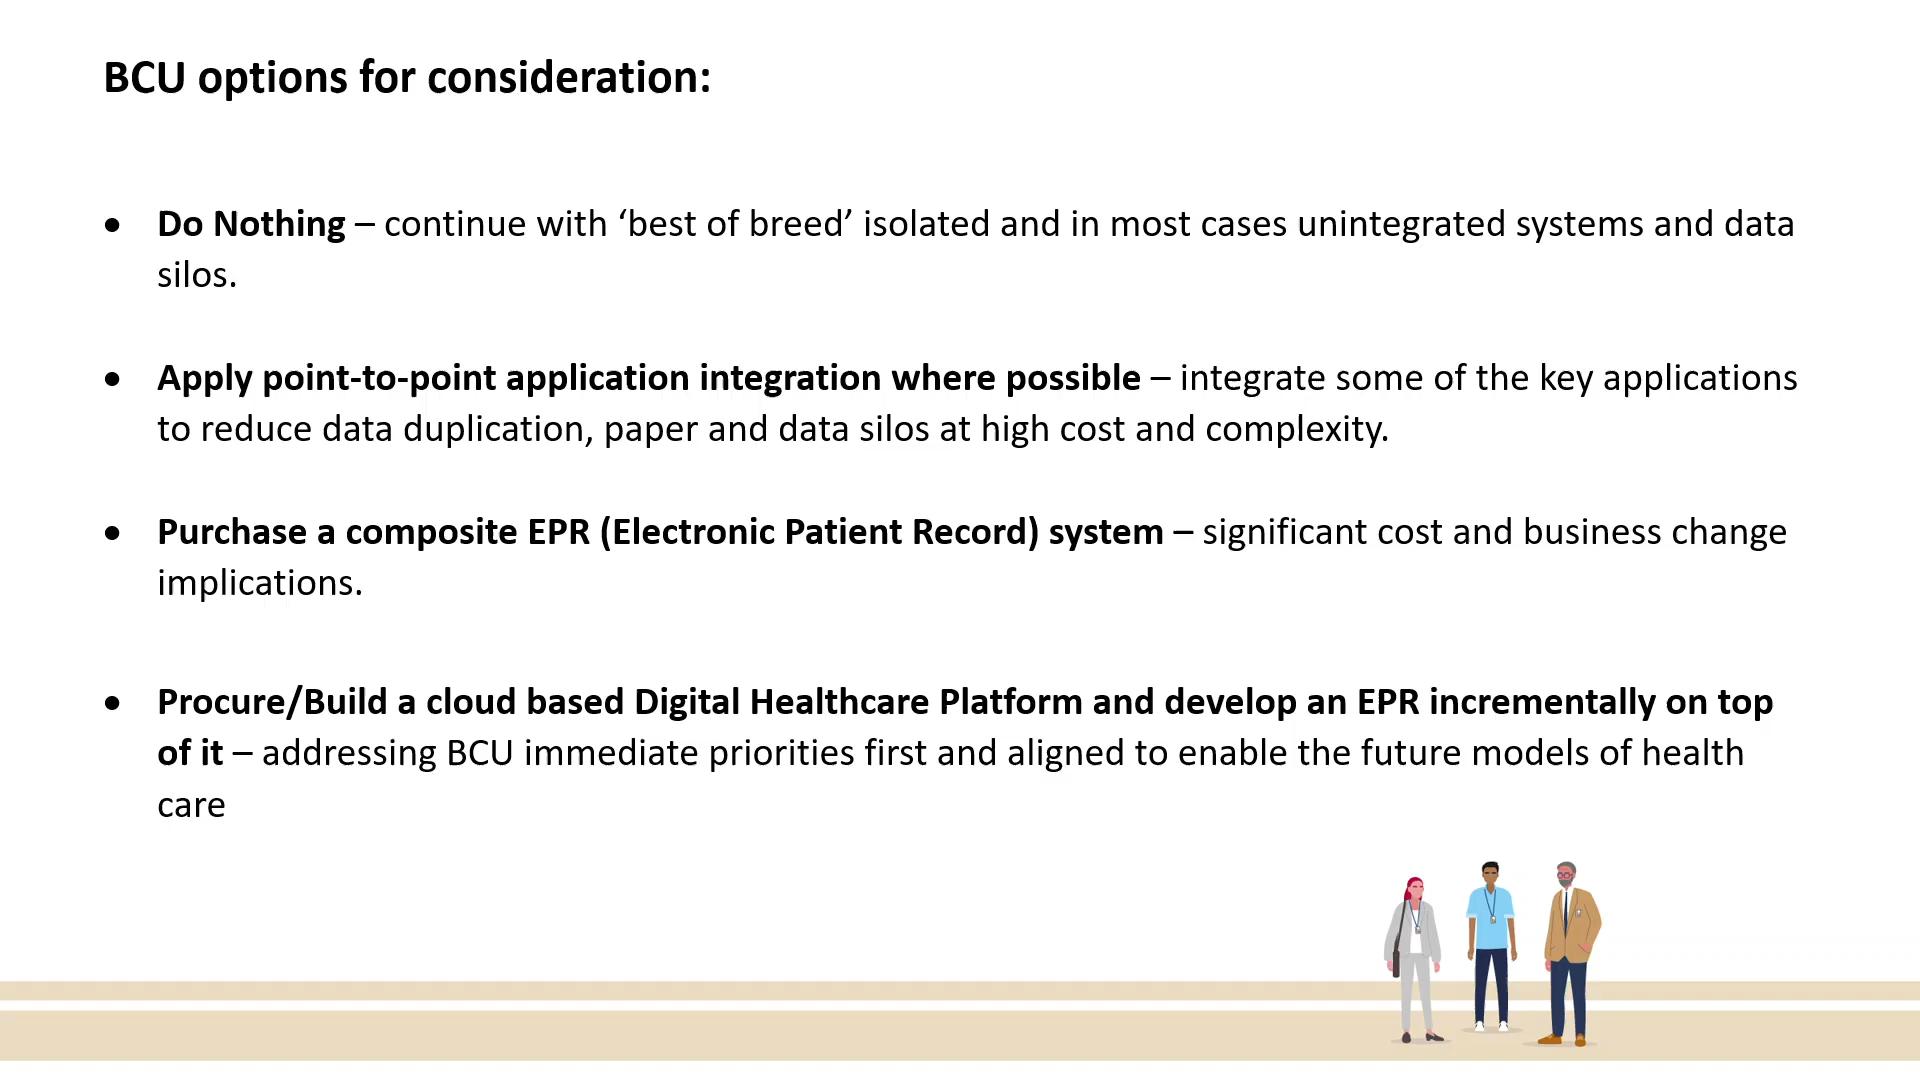 BCU options for consideration:
• Do Nothing – continue with ‘best of breed’ isolated and in most cases unintegrated systems and data
silos.
• Apply point-to-point application integration where possible – integrate some of the key applications
to reduce data duplication, paper and data silos at high cost and complexity.
• Purchase a composite EPR (Electronic Patient Record) system – significant cost and business change
implications.
• Procure/Build a cloud based Digital Healthcare Platform and develop an EPR incrementally on top
of it – addressing BCU immediate priorities first and aligned to enable the future models of health
care